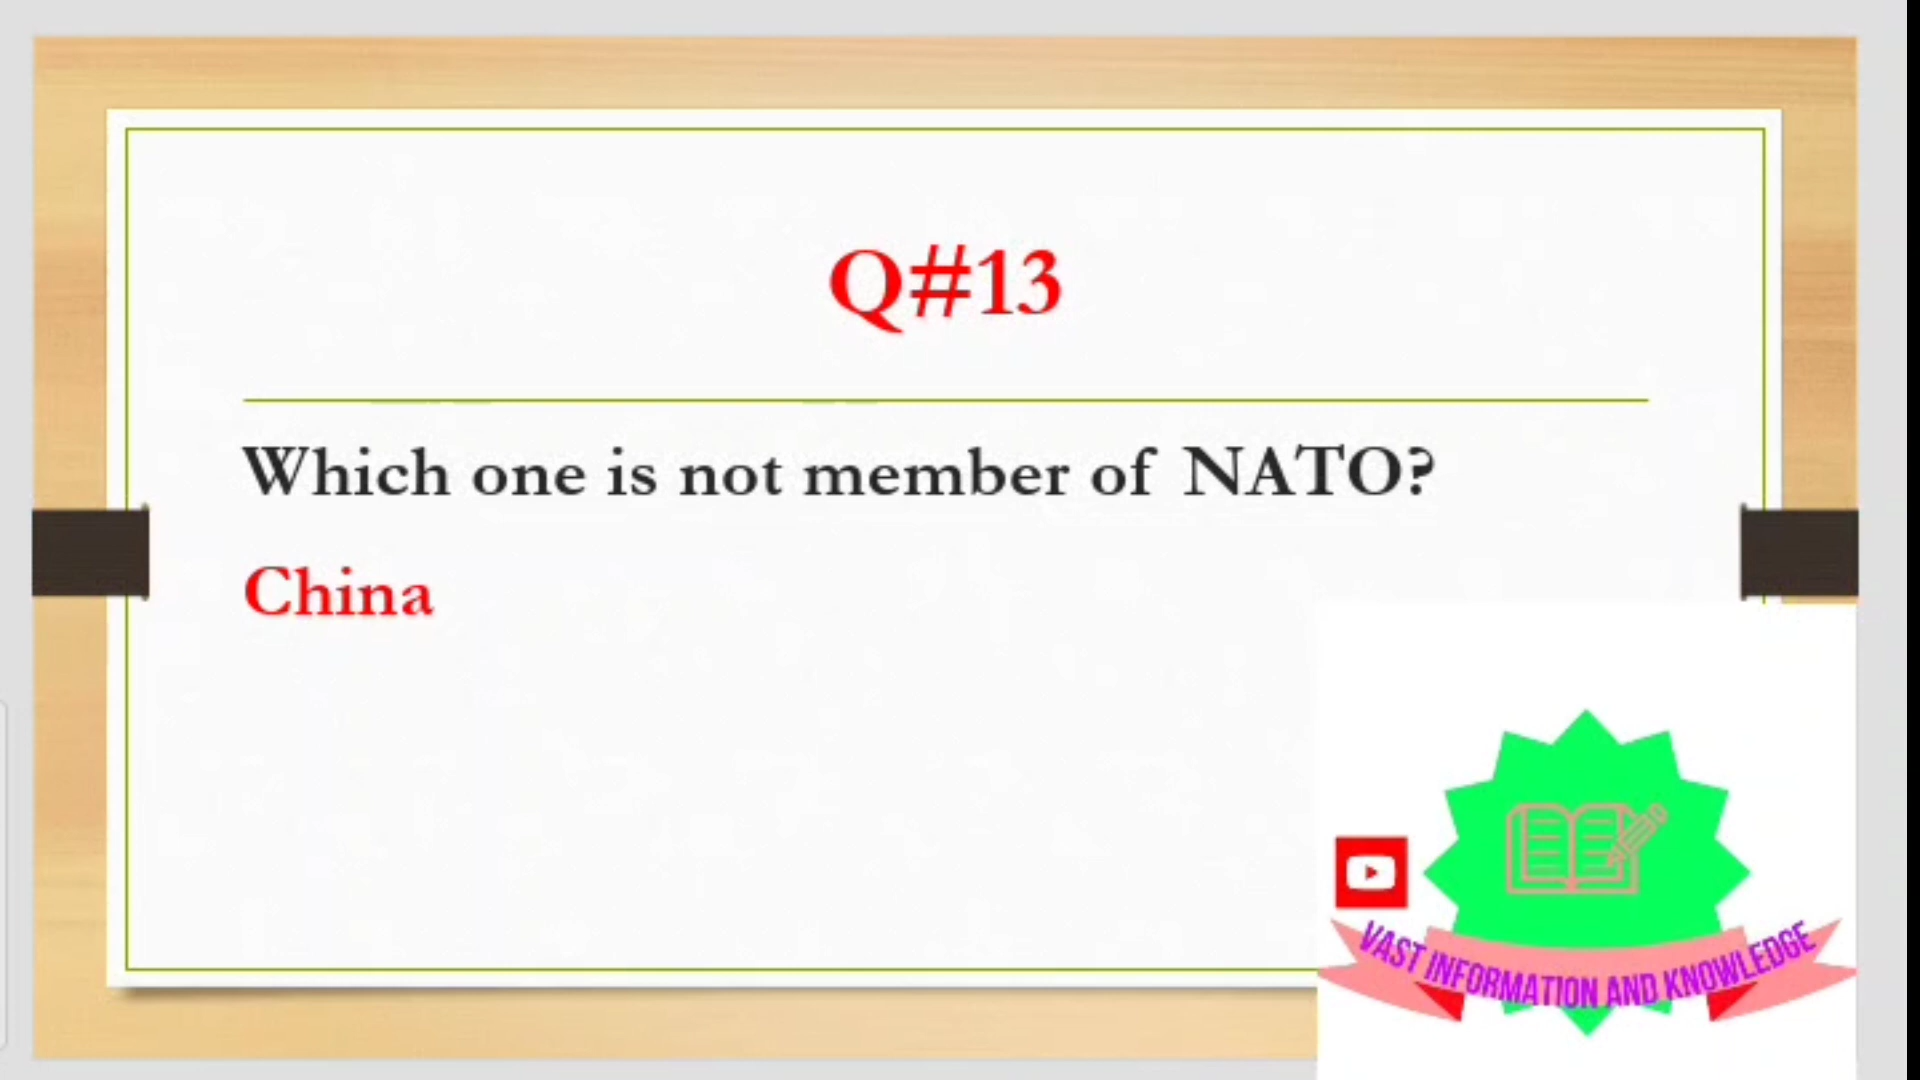 Q#13
Which one is not member of NATO?
China
VAST INFORMATION AND KNOWLEDGE